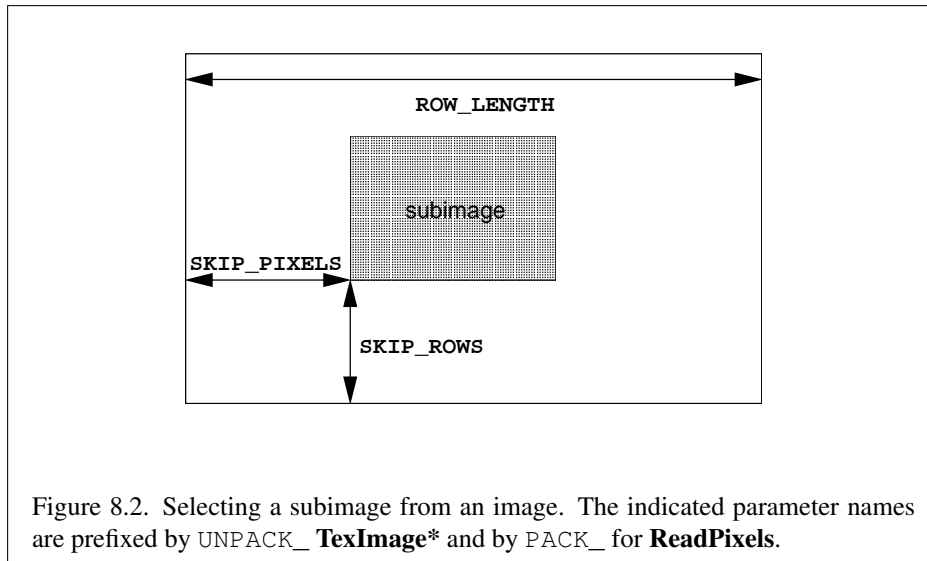 ROW_LENGTH
subimage
SKIP_PIXELS
SKIP_ROWS
Figure 8.2. Selecting a subimage from an image. The indicated parameter names
are prefixed by UNPACK_ TexImage* and by PACK_ for ReadPixels.